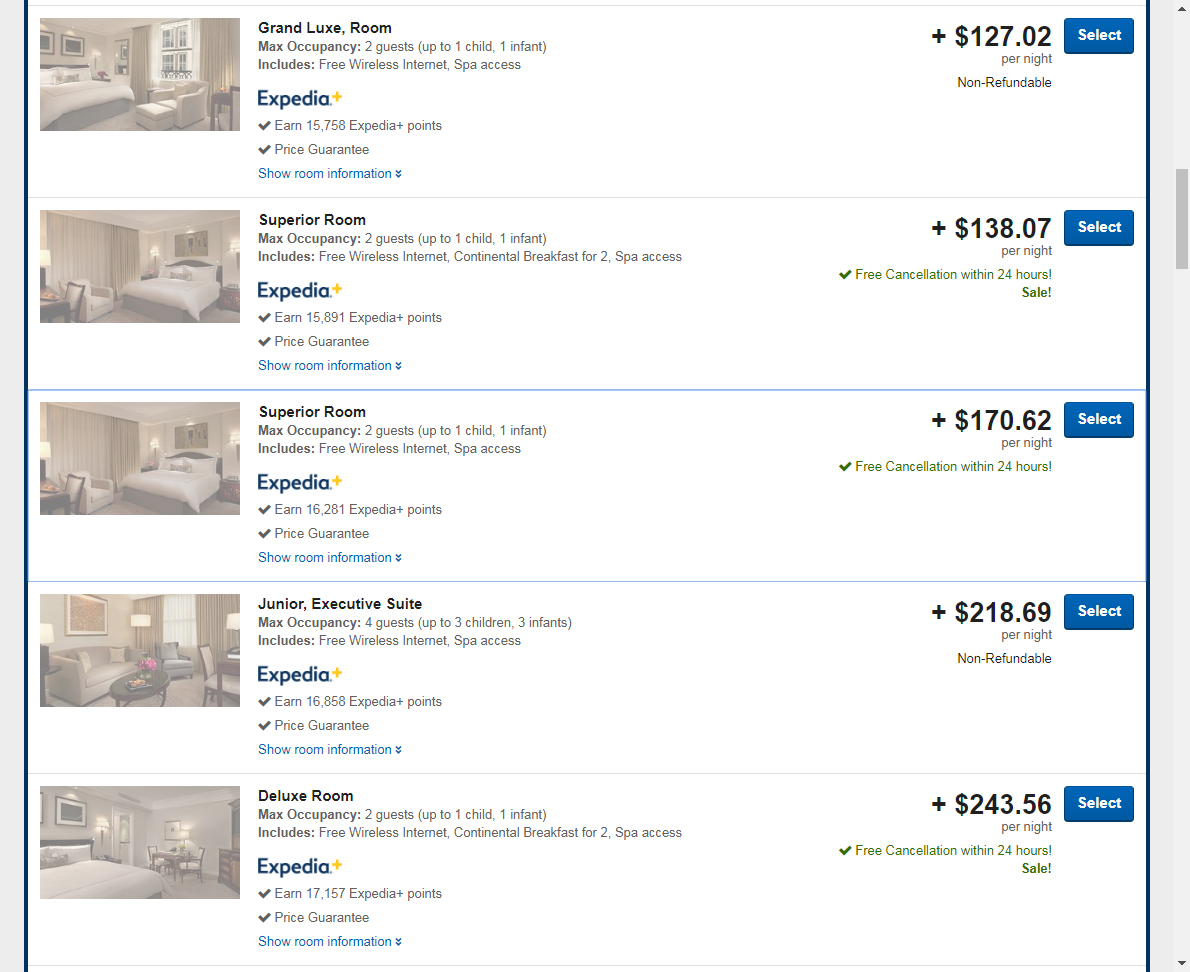 Grand Luxe, Room
+ $127.02
Select
Max Occupancy: 2 guests (up to 1 child, 1 infant)
per night
Includes: Free Wireless Internet, Spa access
Non-Refundable
Expedia+
Earn 15,758 Expedia+ points
Price Guarantee
Show room information
Superior Room
+ $138.07
Select
Max Occupancy: 2 guests (up to 1 child, 1 infant)
per night
Includes: Free Wireless Internet, Continental Breakfast for 2, Spa access
Free Cancellation within 24 hours!
Sale!
Expedia+
Earn 15,891 Expedia+ points
Price Guarantee
Show room information
Superior Room
+ $170.62
Select
Max Occupancy: 2 guests (up to 1 child, 1 infant)
per night
Includes: Free Wireless Internet, Spa access
Free Cancellation within 24 hours!
Expedia+
Earn 16,281 Expedia+ points
Price Guarantee
Show room information
Junior, Executive Suite
+ $218.69
Select
Max Occupancy: 4 guests (up to 3 children, 3 infants)
per night
Includes: Free Wireless Internet, Spa access
Non-Refundable
Expedia+
Earn 16,858 Expedia+ points
Price Guarantee
Show room information
Deluxe Room
+ $243.56
Select
Max Occupancy: 2 guests (up to 1 child, 1 infant)
per night
Includes: Free Wireless Internet, Continental Breakfast for 2, Spa access
Free Cancellation within 24 hours!
Sale!
Expedia+
Earn 17,157 Expedia+ points
Price Guarantee
Show room information